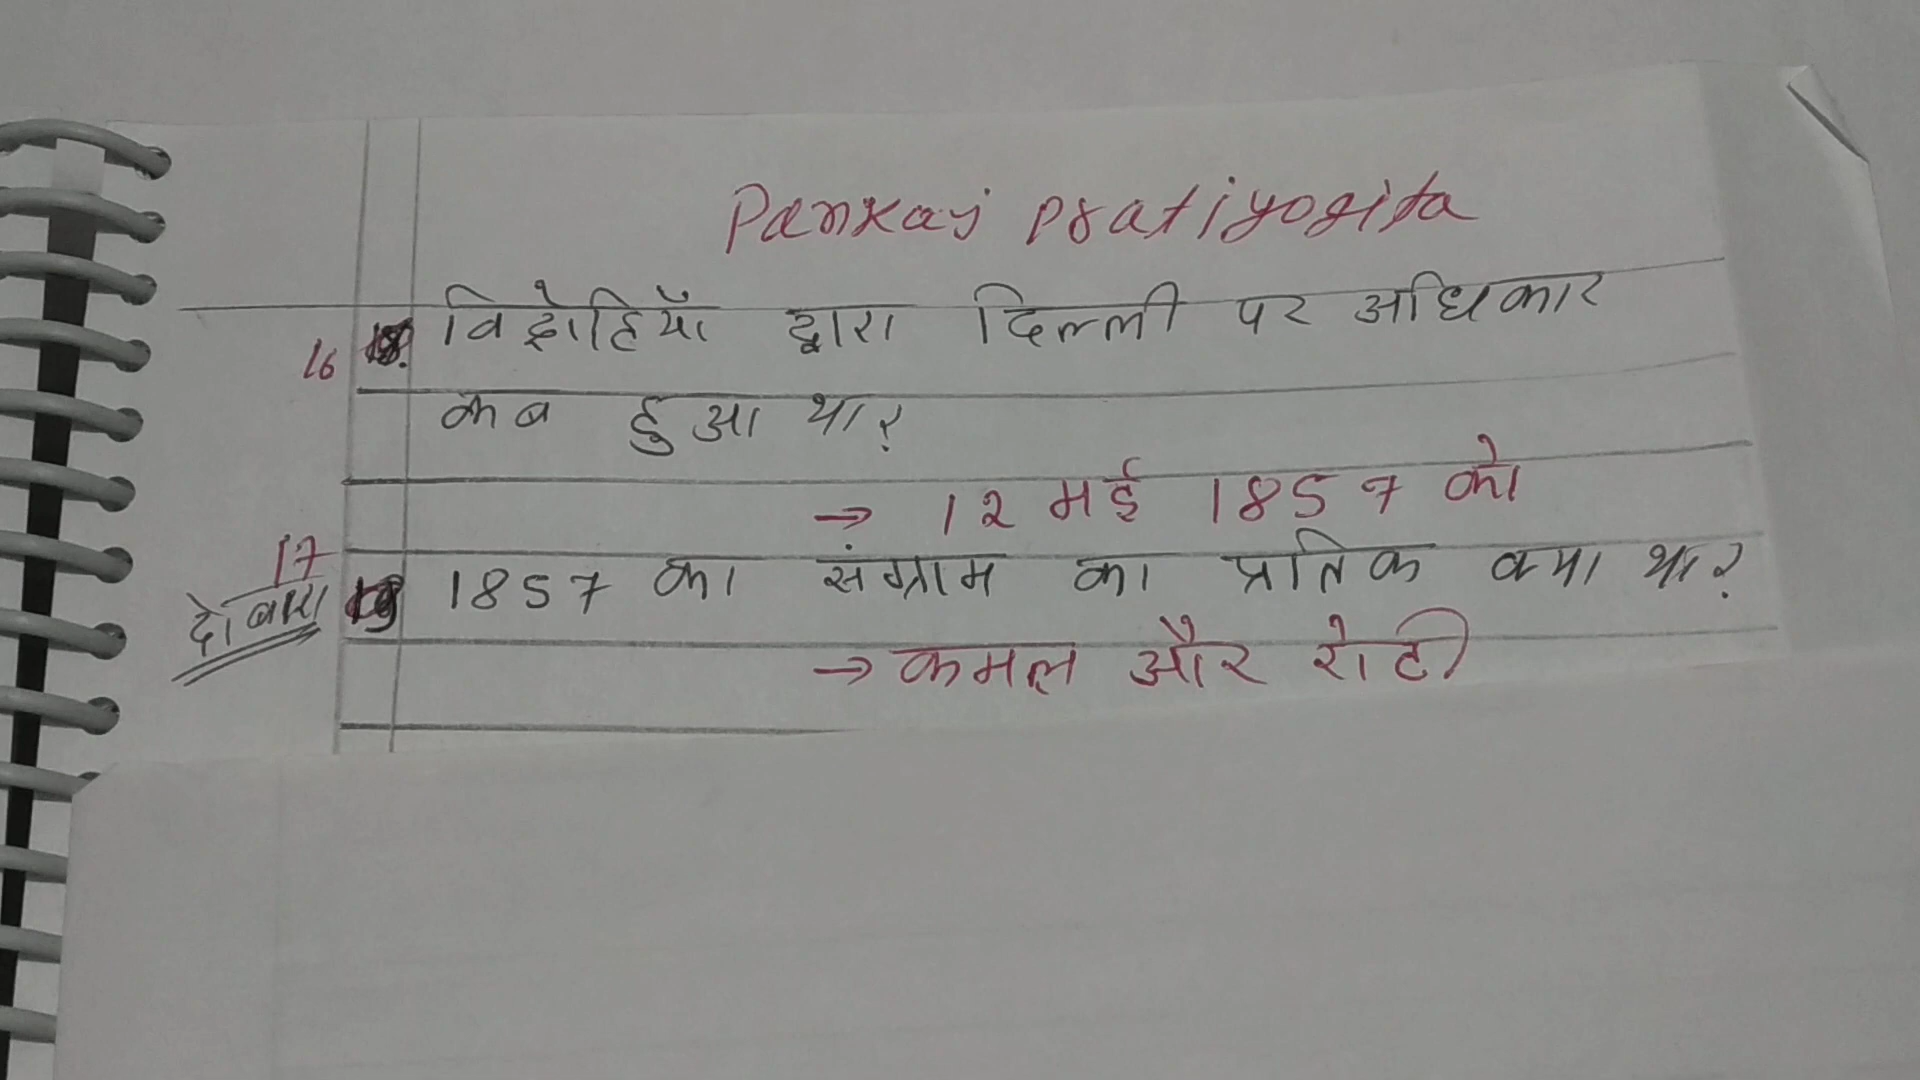 Pankaj Pratiyogita
16 विद्रोहियों द्वारा दिल्ली पर अधिकार
कब हुआ था?
→ 12 मई 1857 को
17 1857 का संग्राम का प्रतिक क्या था?
दोबारा
→ कमल और रोटी